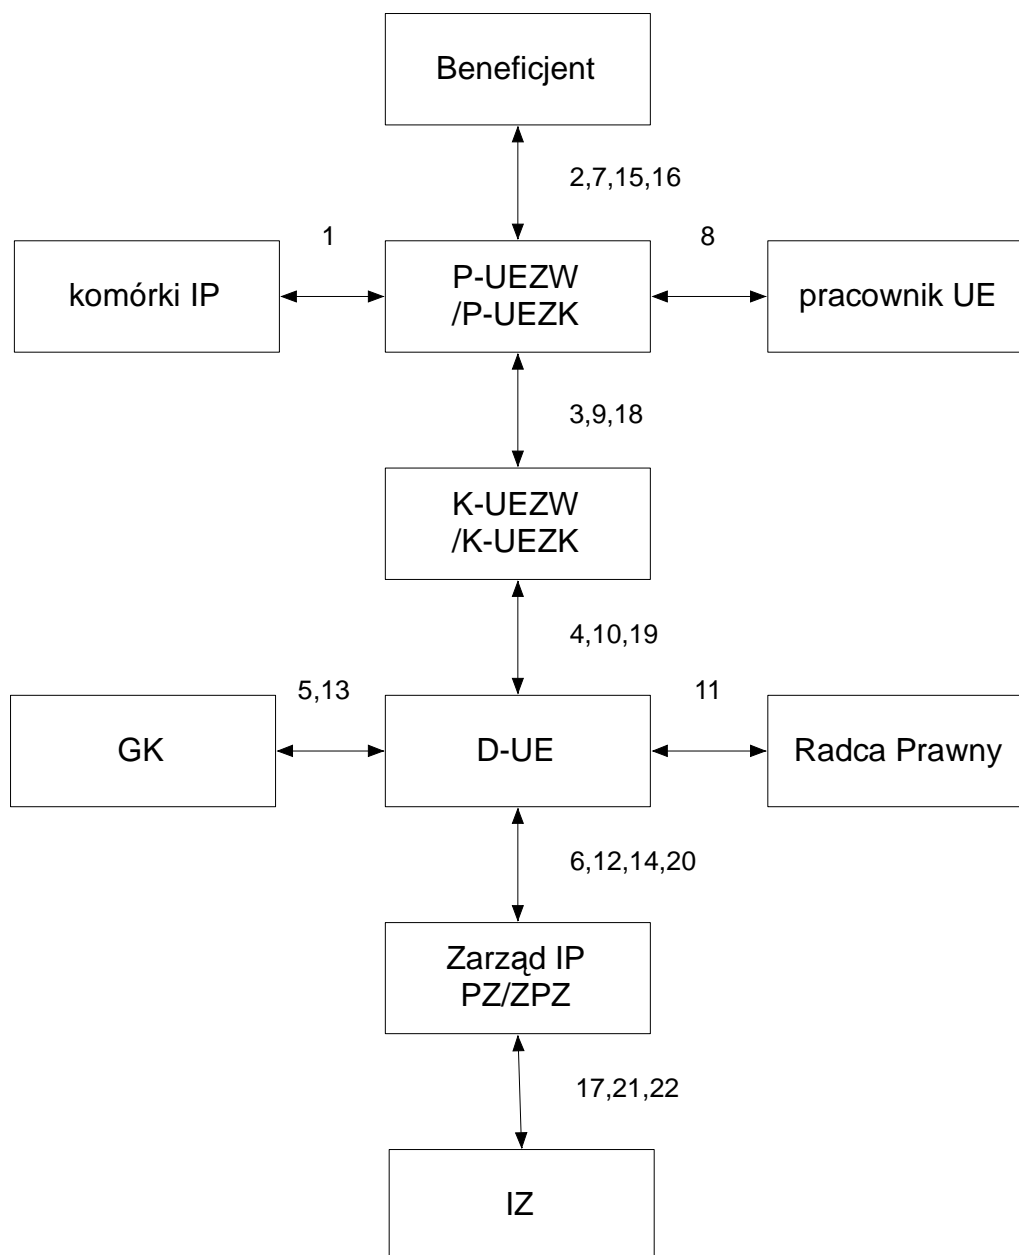 Beneficjent
2,7,15,16
1
8
komórki IP
P-UEZW
/P-UEZK
pracownik UE
3,9,18
K-UEZW
/K-UEZK
4,10,19
5,13
11
GK
D-UE
Radca Prawny
6,12,14,20
Zarząd IP
PZ/ZPZ
17,21,22
IZ